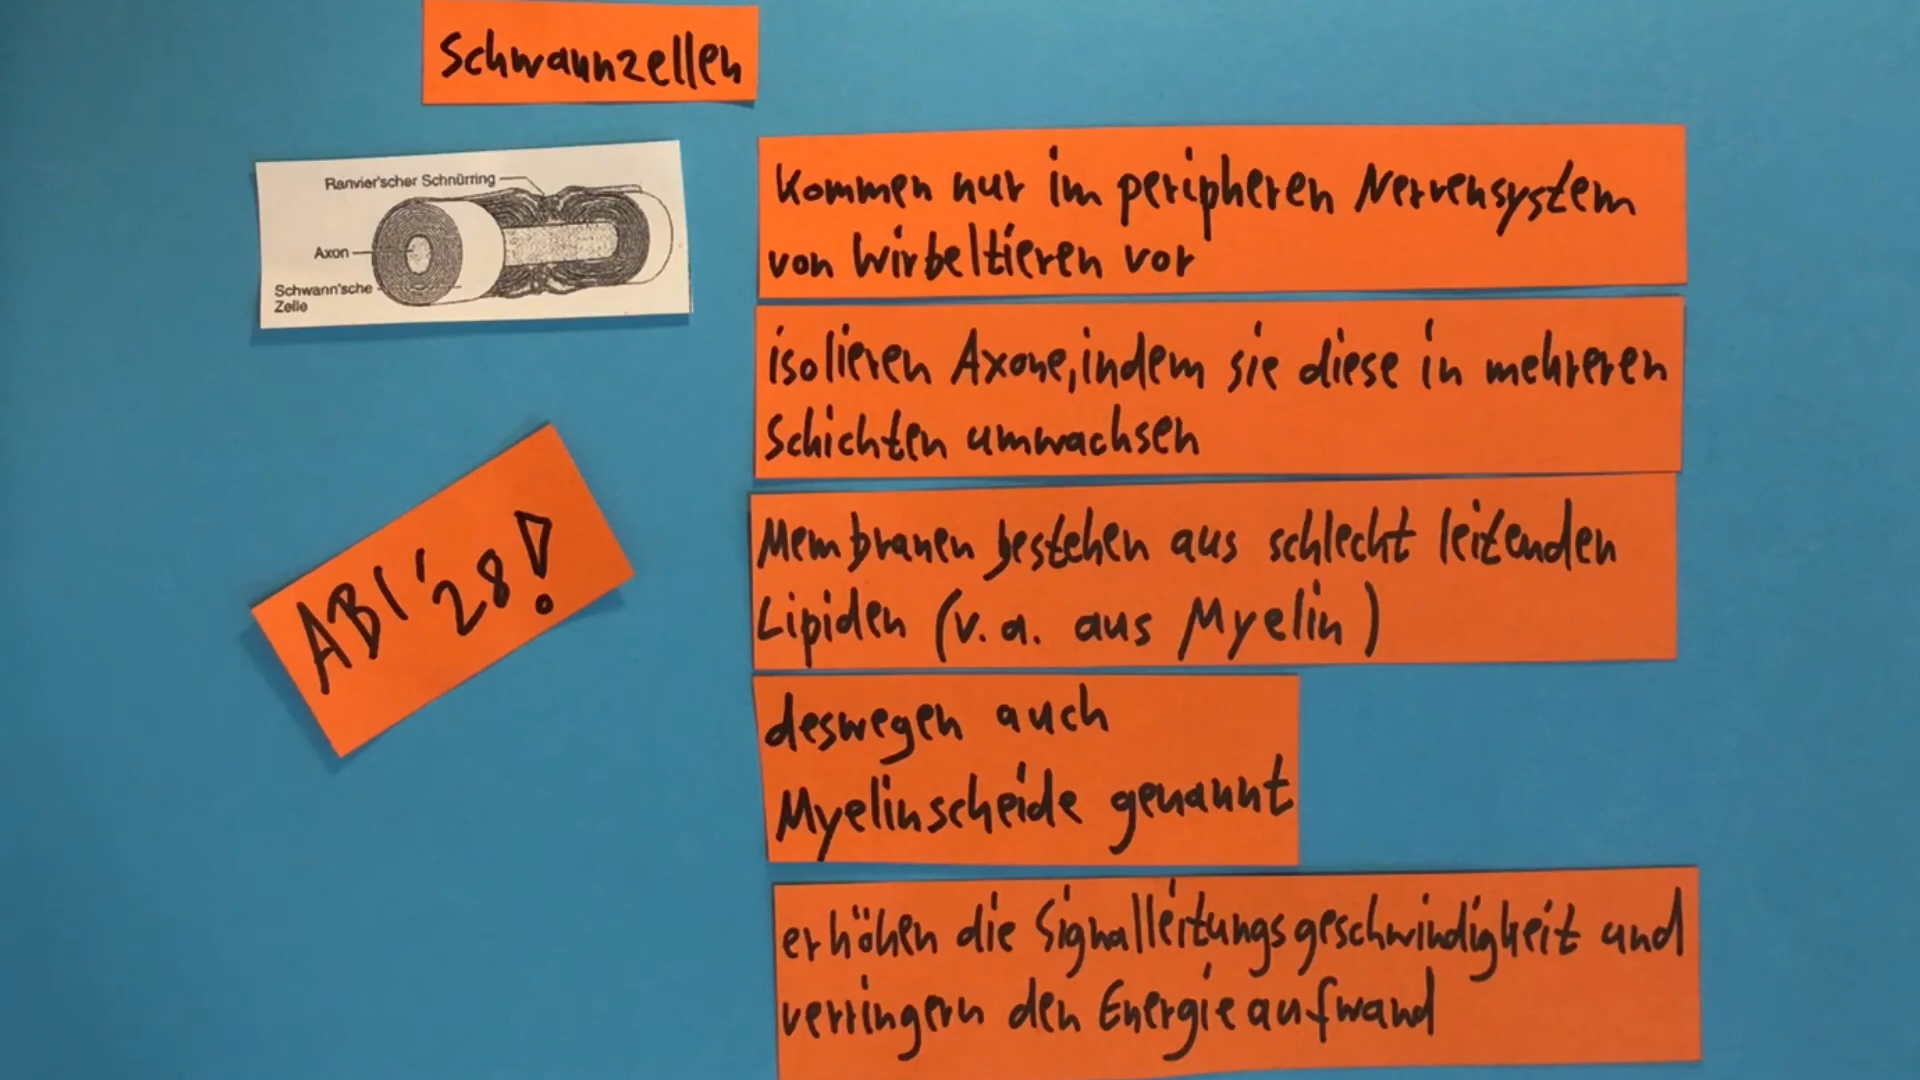 Schwannzellen
Ranvier'scher Schnürring
Axon
Schwann'sche
Zelle
kommen nur im peripheren Nervensystem
von Wirbeltieren vor
isolieren Axone, indem sie diese in mehreren
Schichten umwachsen
Membranen bestehen aus schlecht leitenden
Lipiden (v.a. aus Myelin)
deswegen auch
Myelinscheide genannt
erhöhen die Signalleitungsgeschwindigkeit und
verringern den Energieaufwand
ABI '28!